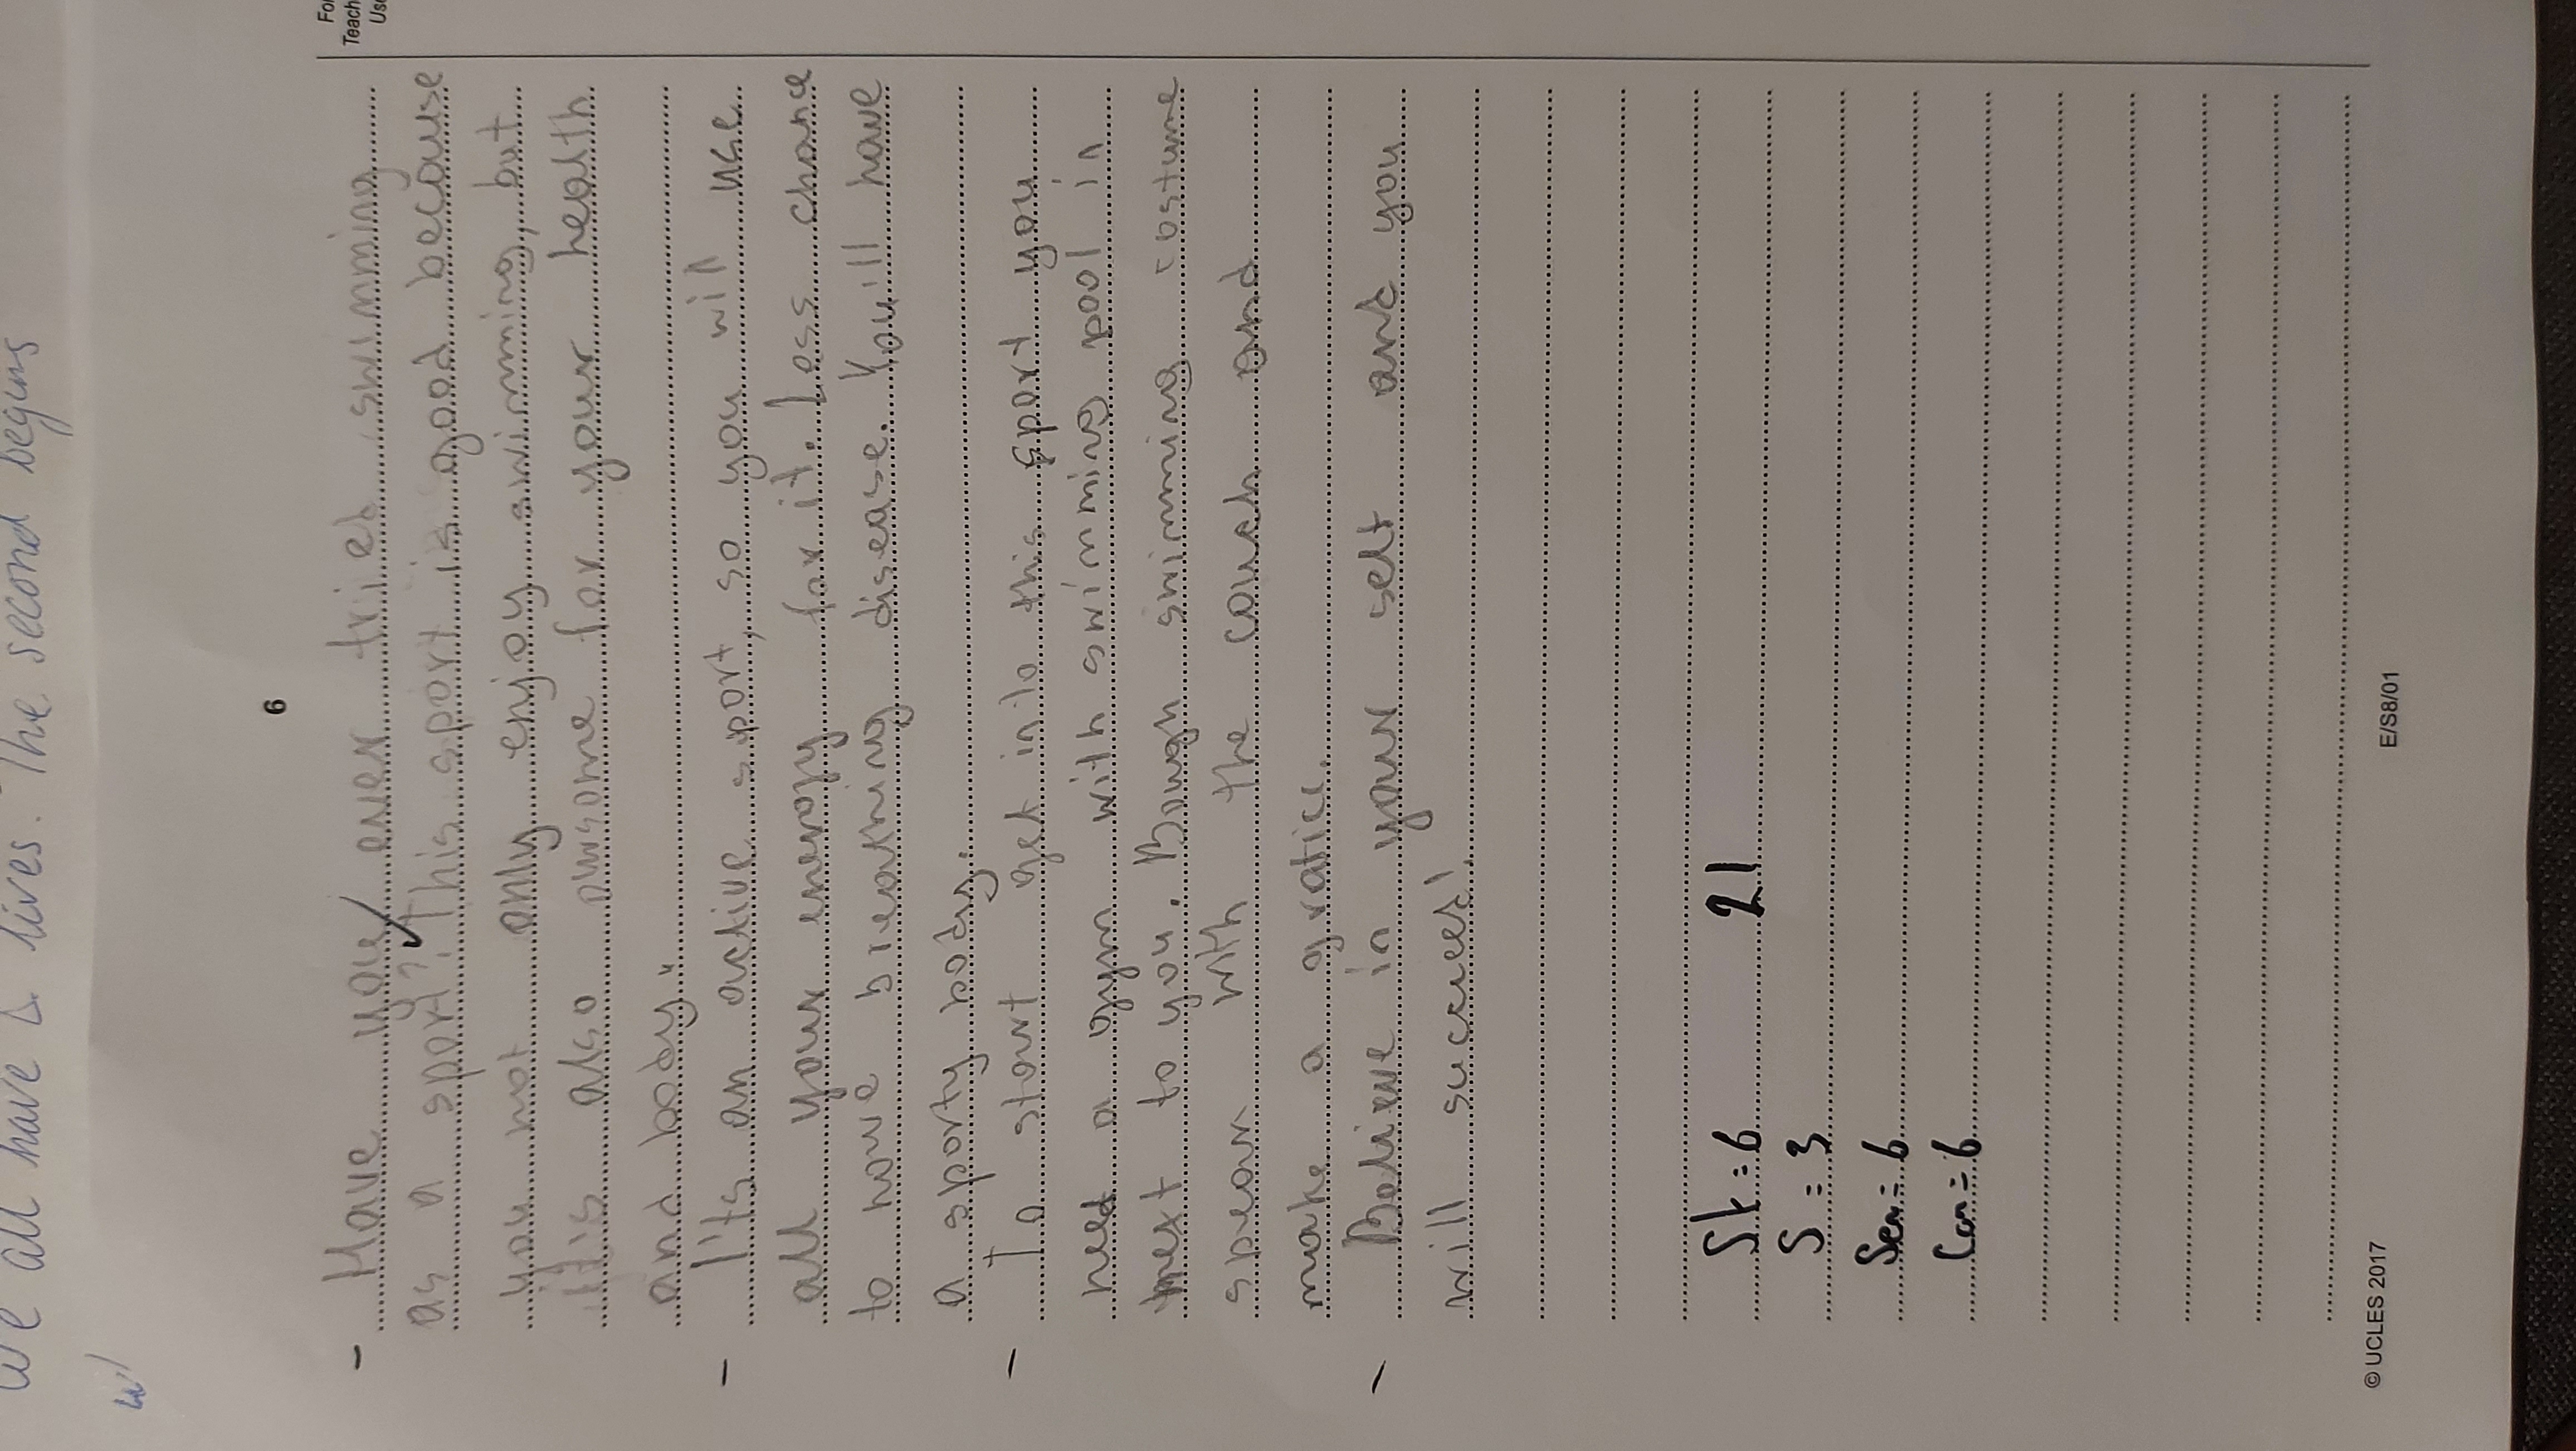 We all have 2 lives. The second begins
6
For
Teach
Use
- Have you ever tried swimming
as a sport? This sport is good because
you not only enjoy swimming, but
it's also awsome for your health
and body.
- I'ts an active sport, so you will use
all your energy for it. Less chance
to have breathing disease. You'll have
a sporty body.
- To start get into this sport you
need a gym with swimming pool in
next to you. Bough swimming costume
speak with the couch and
make a
- Believe in your self and you
will succeed!
St = 6 21
S = 3
Sen = 6
Con = 6
© UCLES 2017
E/S8/01